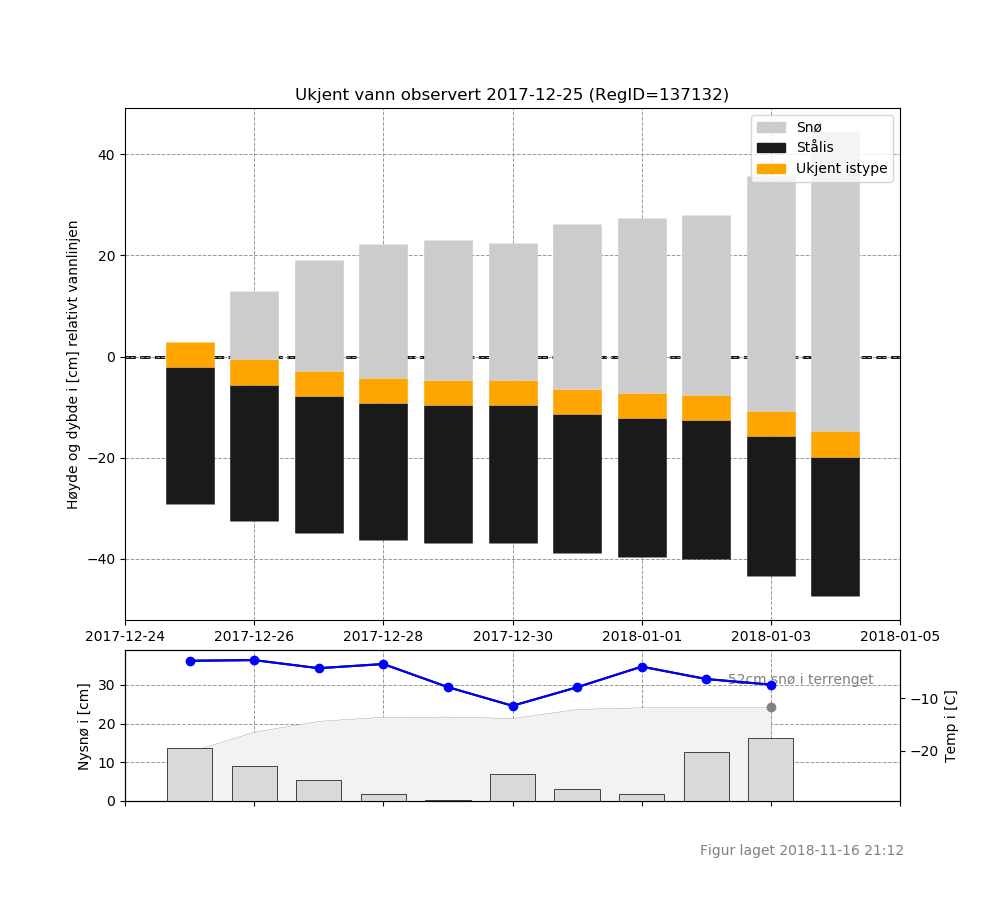 Ukjent vann observert 2017-12-25 (RegID=137132)
Snø
Stålis
Ukjent istype
Høyde og dybde i [cm] relativt vannlinjen
40
20
0
−20
−40
2017-12-24 2017-12-26 2017-12-28 2017-12-30 2018-01-01 2018-01-03 2018-01-05
Nysnø i [cm]
30
20
10
0
52cm snø i terrenget
−10
−20
Temp i [C]
Figur laget 2018-11-16 21:12